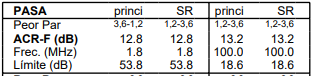 PASA princi SR princi SR
Peor Par 3,6-1,2 1,2-3,6 1,2-3,6 1,2-3,6
ACR-F (dB) 12.8 12.8 13.2 13.2
Frec. (MHz) 1.8 1.8 100.0 100.0
Límite (dB) 53.8 53.8 18.6 18.6